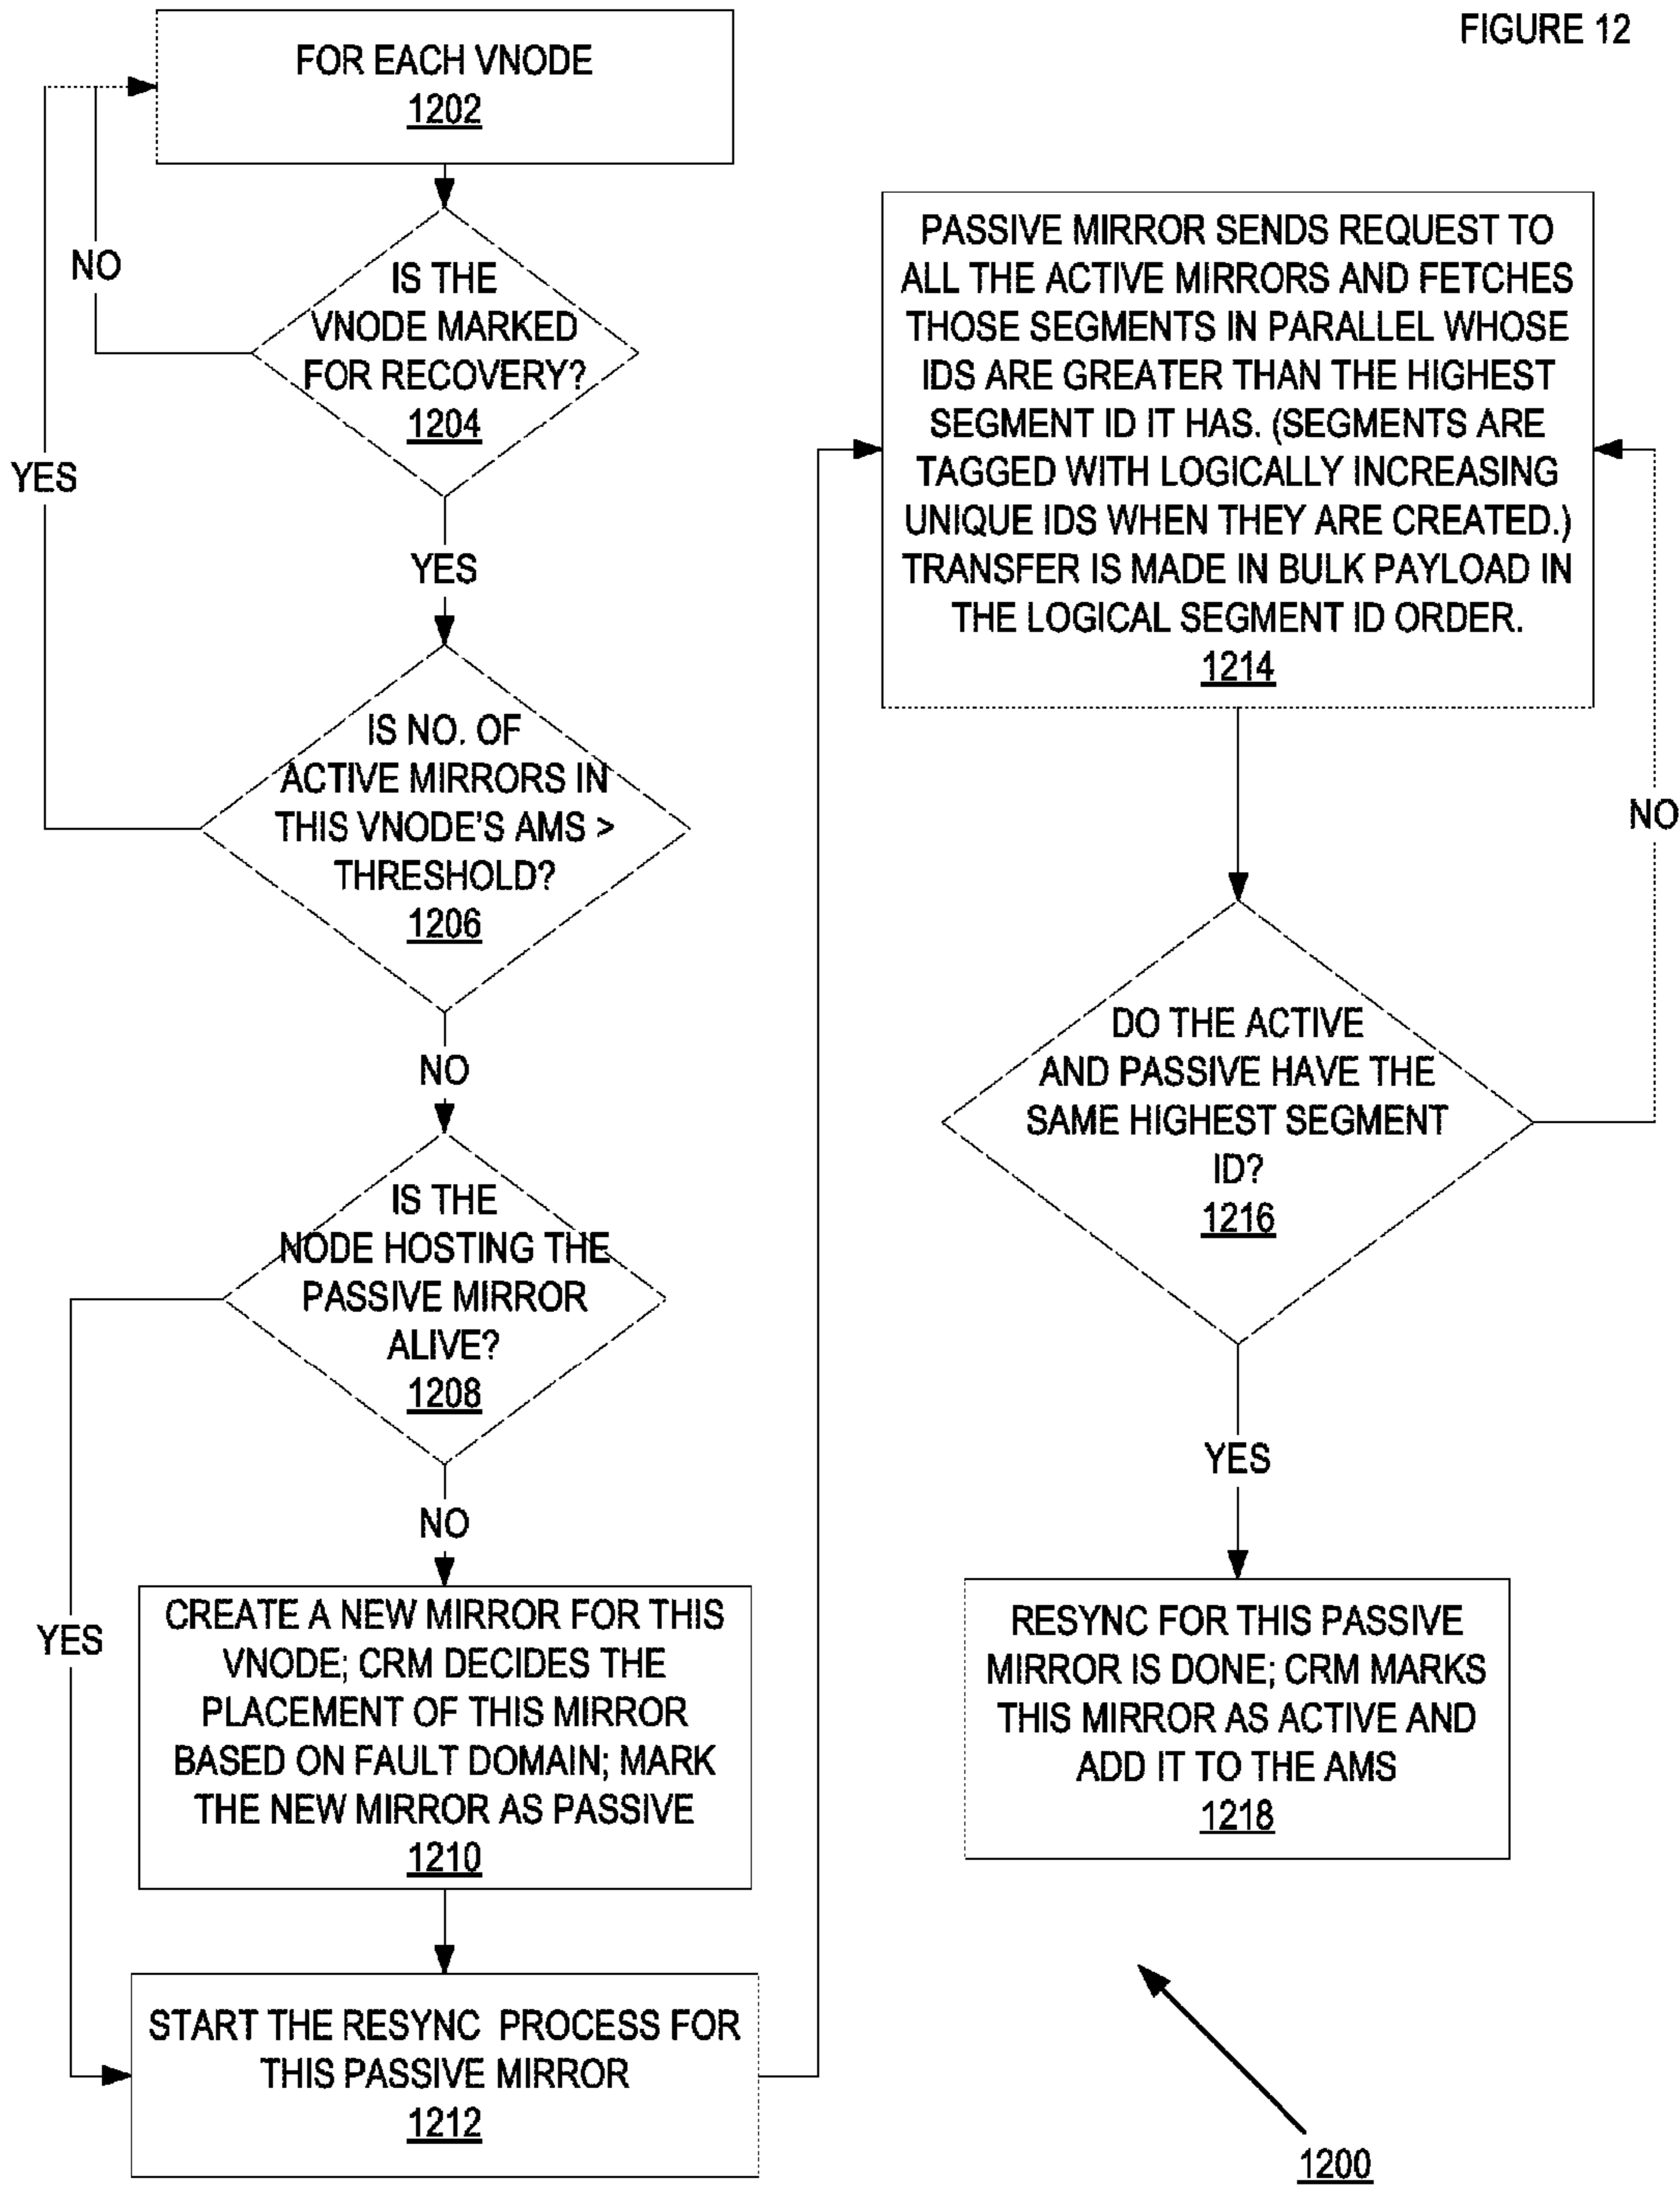 FIGURE 12
FOR EACH VNODE
1202
NO
IS THE
VNODE MARKED
FOR RECOVERY?
1204
YES
YES
IS NO. OF
ACTIVE MIRRORS IN
THIS VNODE'S AMS >
THRESHOLD?
1206
NO
IS THE
NODE HOSTING THE
PASSIVE MIRROR
ALIVE?
1208
NO
YES
CREATE A NEW MIRROR FOR THIS
VNODE; CRM DECIDES THE
PLACEMENT OF THIS MIRROR
BASED ON FAULT DOMAIN; MARK
THE NEW MIRROR AS PASSIVE
1210
START THE RESYNC PROCESS FOR
THIS PASSIVE MIRROR
1212
PASSIVE MIRROR SENDS REQUEST TO
ALL THE ACTIVE MIRRORS AND FETCHES
THOSE SEGMENTS IN PARALLEL WHOSE
IDS ARE GREATER THAN THE HIGHEST
SEGMENT ID IT HAS. (SEGMENTS ARE
TAGGED WITH LOGICALLY INCREASING
UNIQUE IDS WHEN THEY ARE CREATED.)
TRANSFER IS MADE IN BULK PAYLOAD IN
THE LOGICAL SEGMENT ID ORDER.
1214
NO
DO THE ACTIVE
AND PASSIVE HAVE THE
SAME HIGHEST SEGMENT
ID?
1216
YES
RESYNC FOR THIS PASSIVE
MIRROR IS DONE; CRM MARKS
THIS MIRROR AS ACTIVE AND
ADD IT TO THE AMS
1218
1200